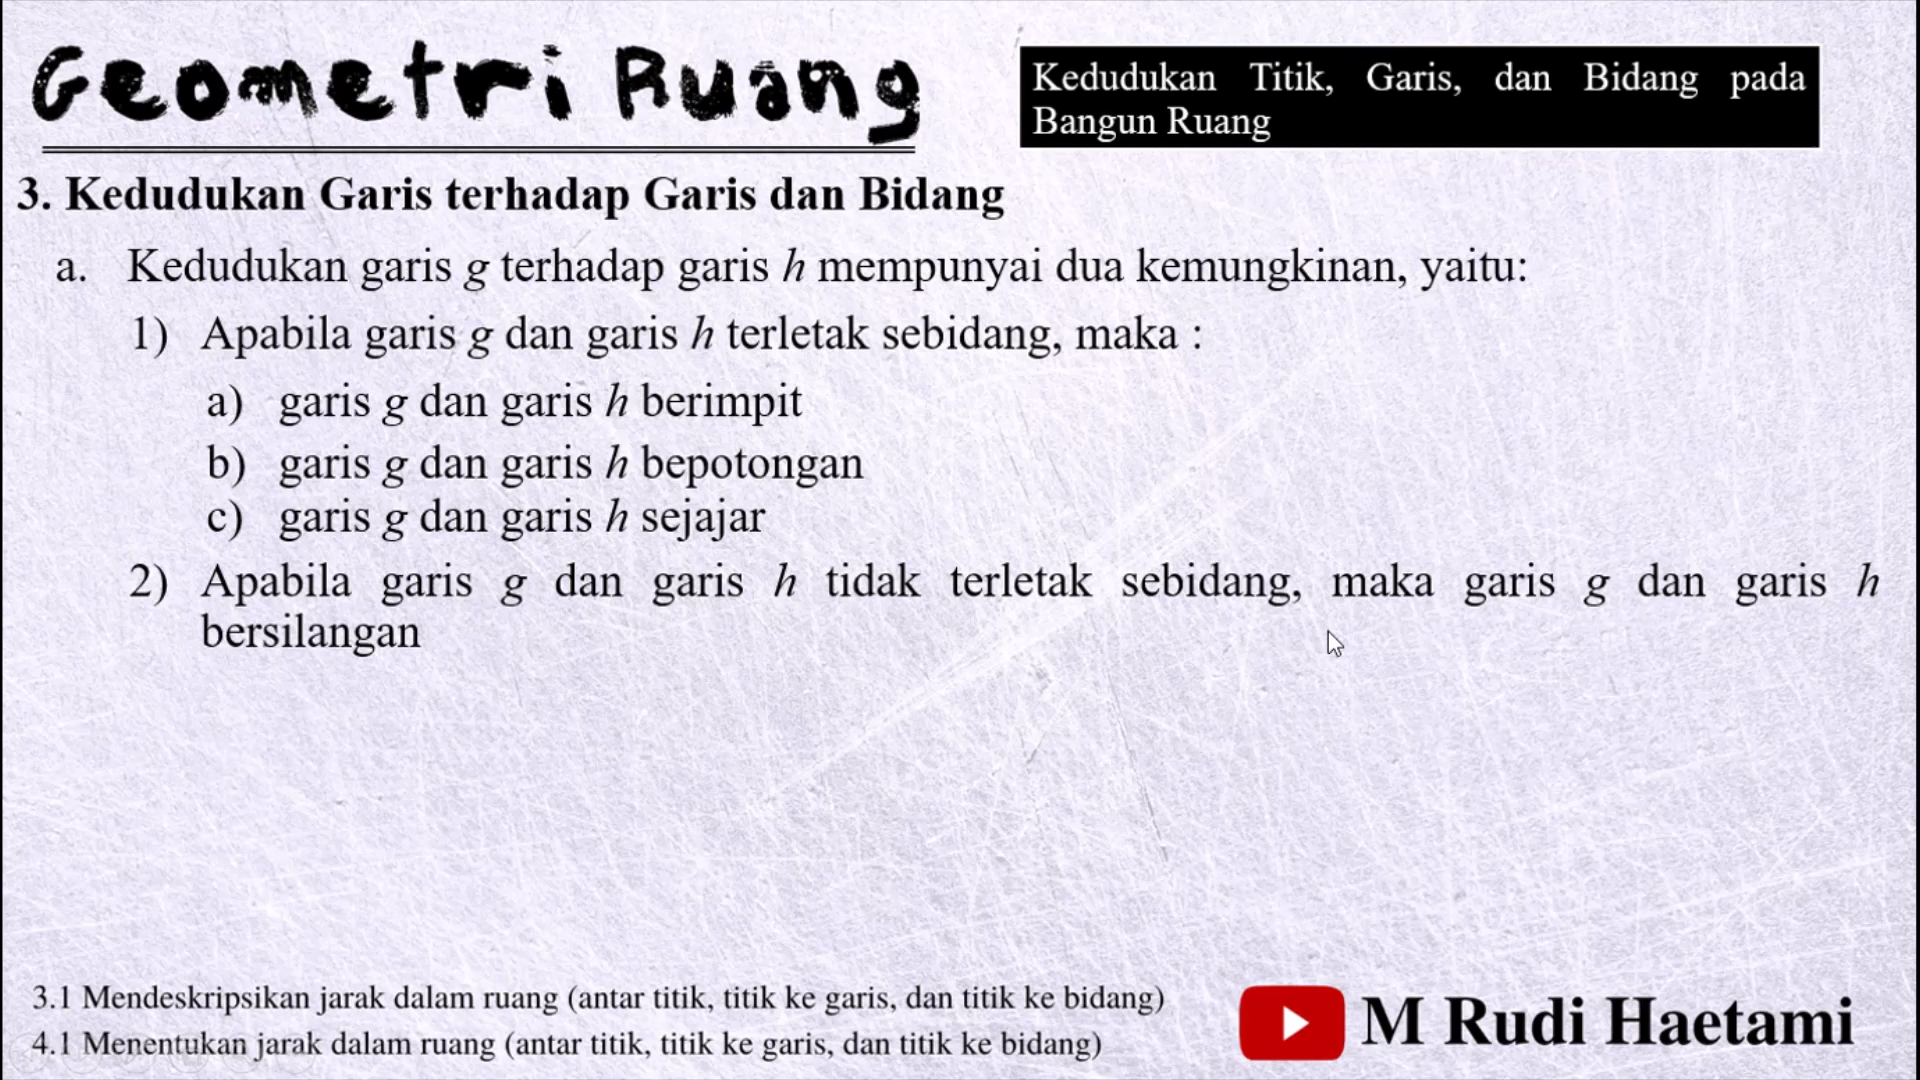 Geometri Ruang
Kedudukan Titik, Garis, dan Bidang pada
Bangun Ruang
3. Kedudukan Garis terhadap Garis dan Bidang
a. Kedudukan garis g terhadap garis h mempunyai dua kemungkinan, yaitu:
1) Apabila garis g dan garis h terletak sebidang, maka :
a) garis g dan garis h berimpit
b) garis g dan garis h bepotongan
c) garis g dan garis h sejajar
2) Apabila garis g dan garis h tidak terletak sebidang, maka garis g dan garis h
bersilangan
3.1 Mendeskripsikan jarak dalam ruang (antar titik, titik ke garis, dan titik ke bidang)
4.1 Menentukan jarak dalam ruang (antar titik, titik ke garis, dan titik ke bidang)
M Rudi Haetami